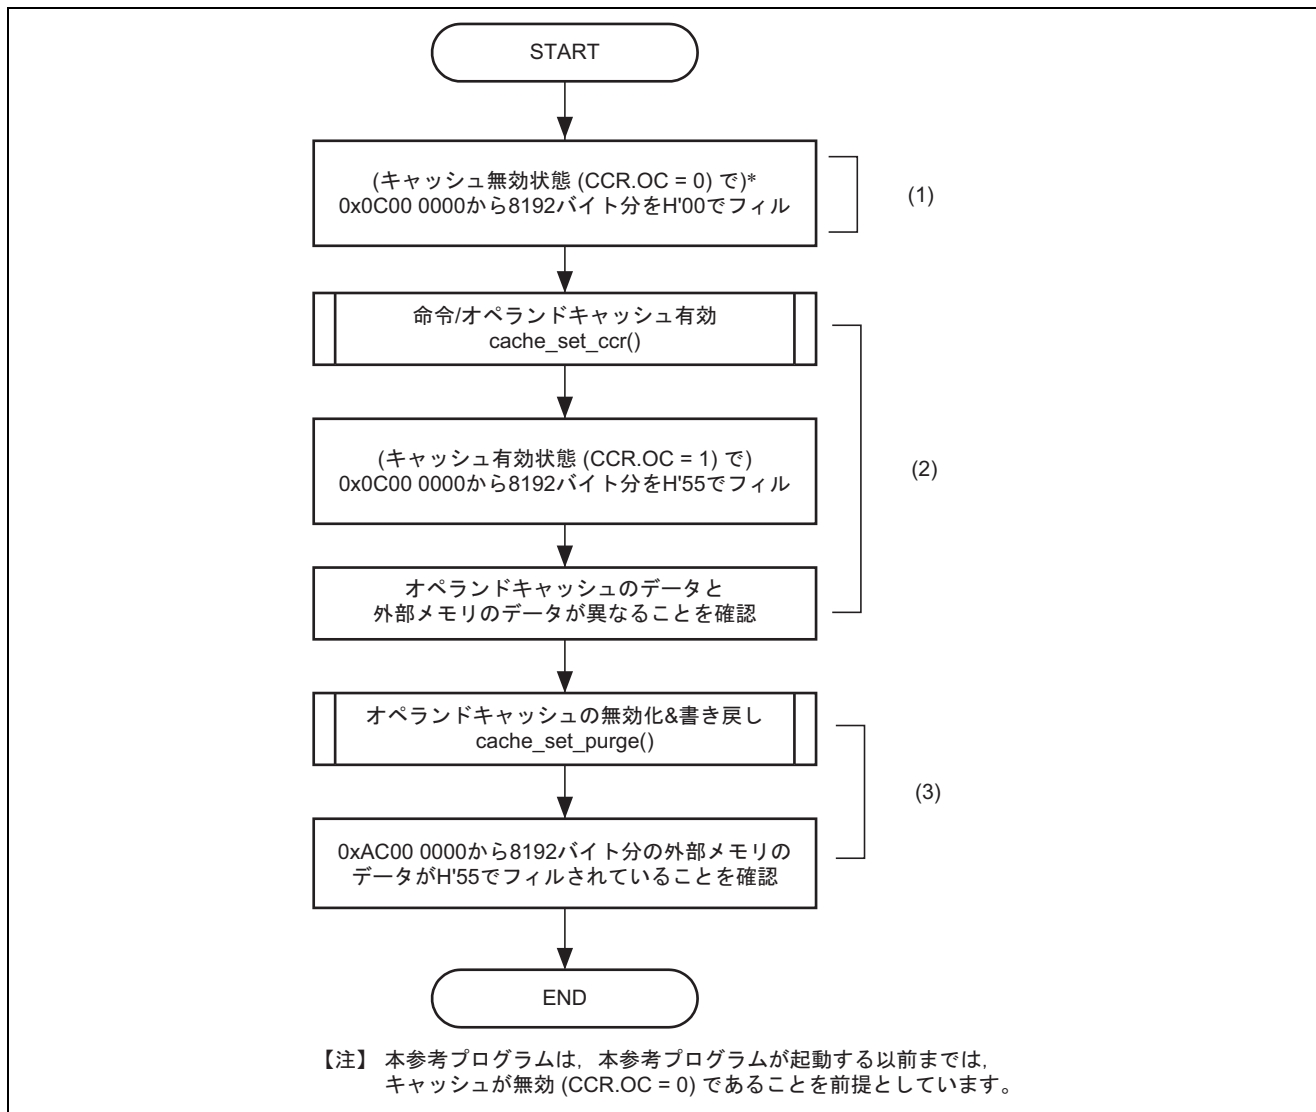 START
(キャッシュ無効状態 (CCR.OC = 0) で)*
0x0C00 0000から8192バイト分をH'00でフィル
(1)
命令/オペランドキャッシュ有効
cache_set_ccr()
(キャッシュ有効状態 (CCR.OC = 1) で)
0x0C00 0000から8192バイト分をH'55でフィル
(2)
オペランドキャッシュのデータと
外部メモリのデータが異なることを確認
オペランドキャッシュの無効化&書き戻し
cache_set_purge()
(3)
0xAC00 0000から8192バイト分の外部メモリの
データがH'55でフィルされていることを確認
END
【注】 本参考プログラムは，本参考プログラムが起動する以前までは，
キャッシュが無効 (CCR.OC = 0) であることを前提としています。